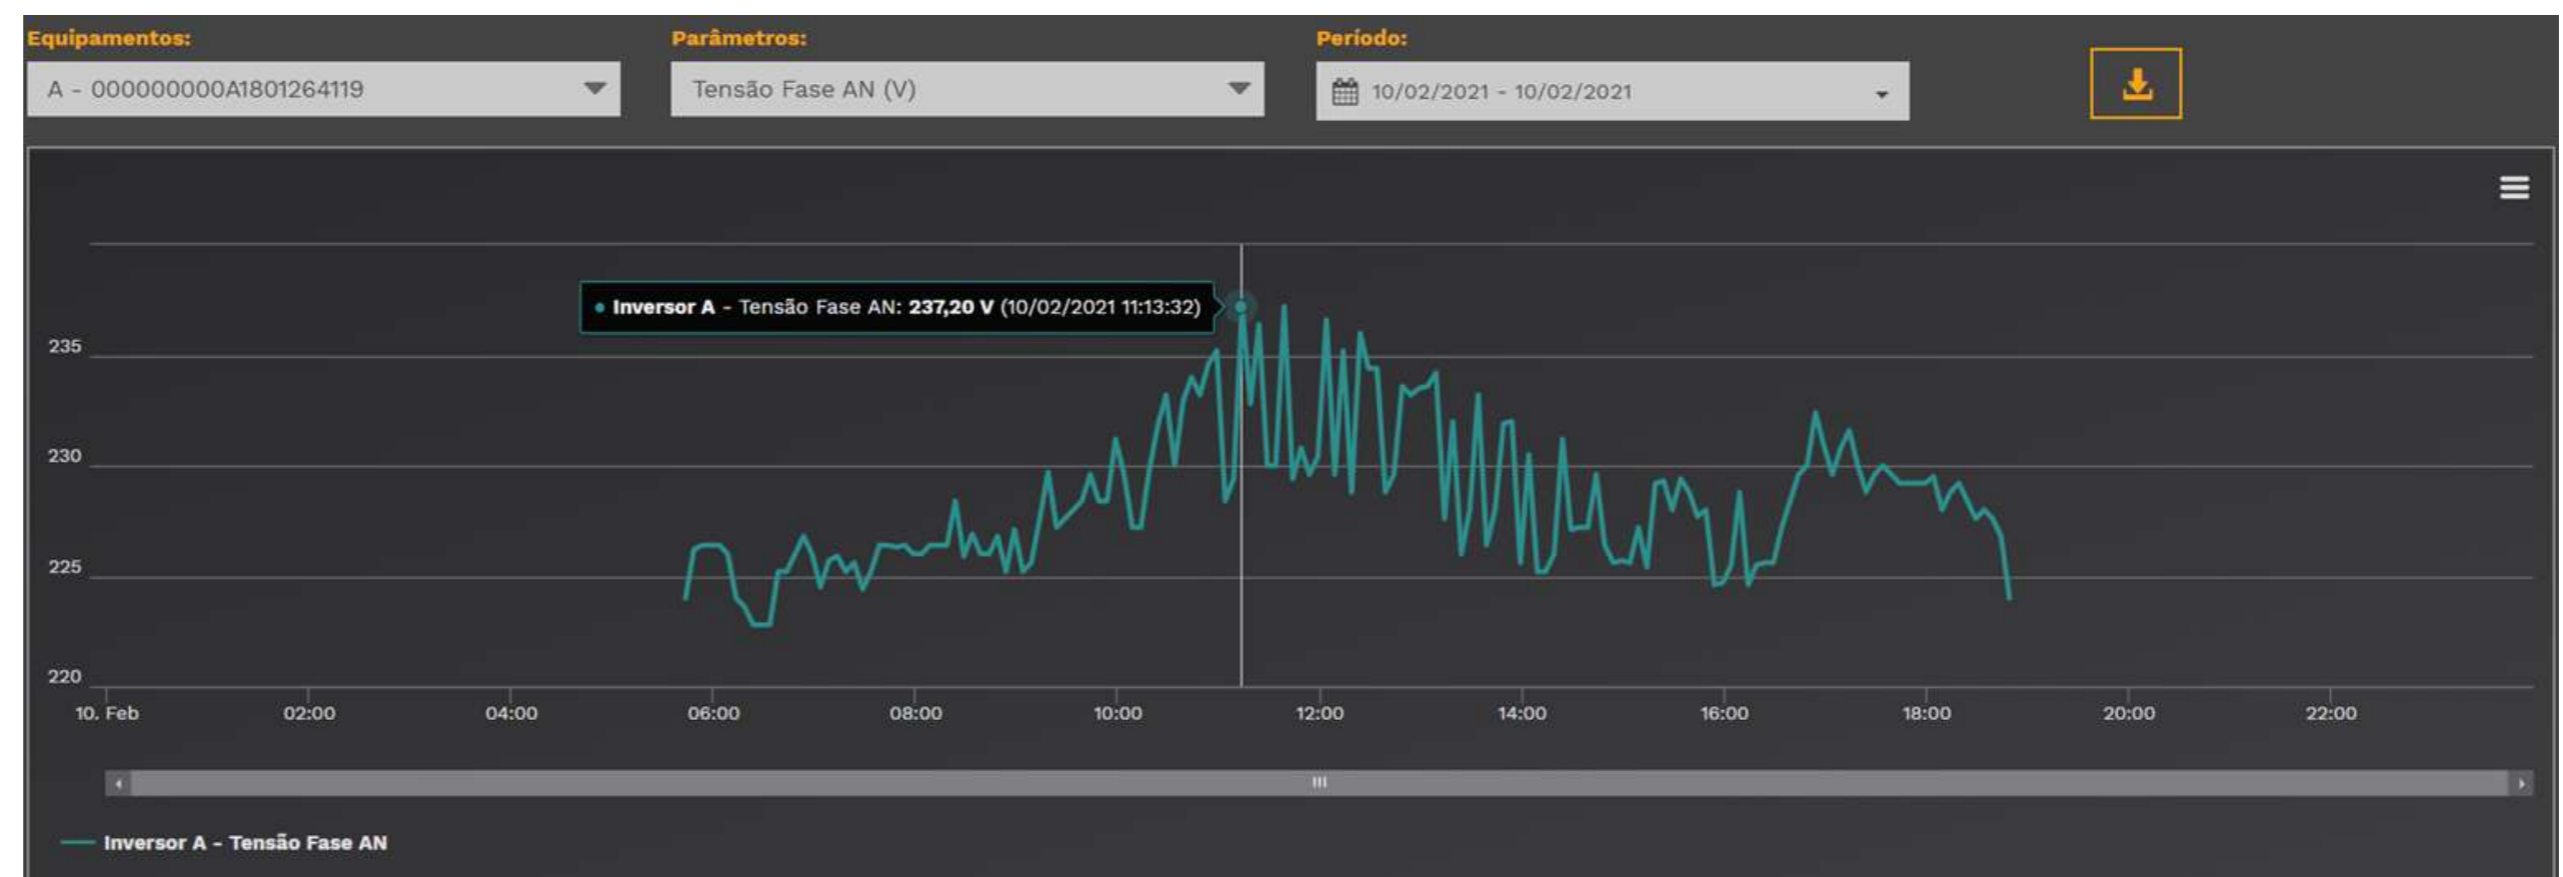 Equipamentos:
Parâmetros:
Período:
A - 000000000A1801264119
Tensão Fase AN (V)
10/02/2021 - 10/02/2021
Inversor A - Tensão Fase AN: 237,20 V (10/02/2021 11:13:32)
235
230
225
220
10. Feb
02:00
04:00
06:00
08:00
10:00
12:00
14:00
16:00
18:00
20:00
22:00
Inversor A - Tensão Fase AN